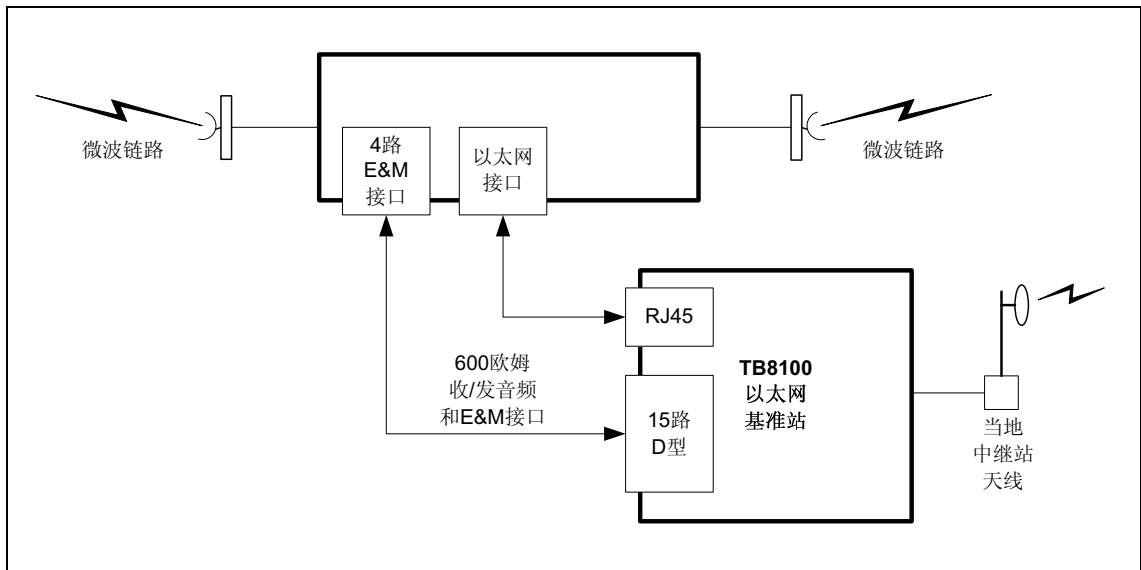 微波链路
4路
E&M
接口
以太网
接口
微波链路
RJ45
600欧姆
收/发音频
和E&M接口
15路
D型
TB8100
以太网
基准站
当地
中继站
天线